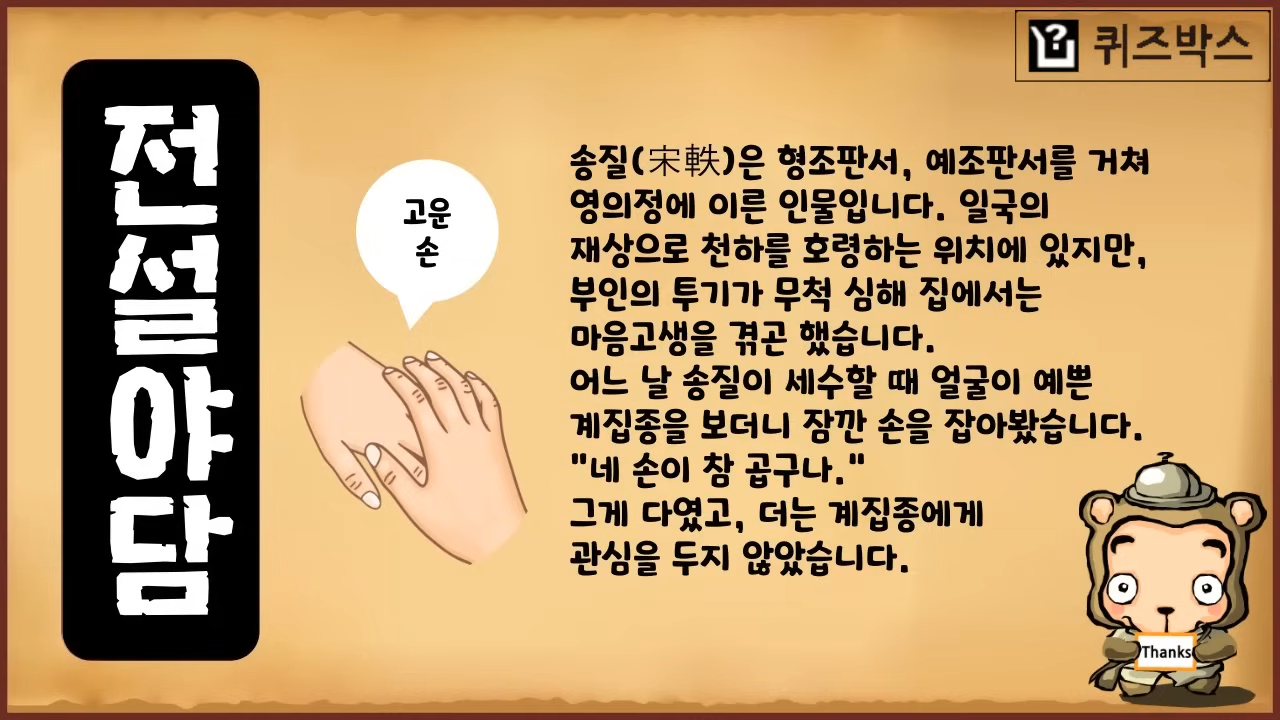 퀴즈박스
전설야담
고운
손
송질(宋軼)은 형조판서, 예조판서를 거쳐
영의정에 이른 인물입니다. 일국의
재상으로 천하를 호령하는 위치에 있지만,
부인의 투기가 무척 심해 집에서는
마음고생을 겪곤 했습니다.
어느 날 송질이 세수할 때 얼굴이 예쁜
계집종을 보더니 잠깐 손을 잡아봤습니다.
"네 손이 참 곱구나."
그게 다였고, 더는 계집종에게
관심을 두지 않았습니다.
Thanks